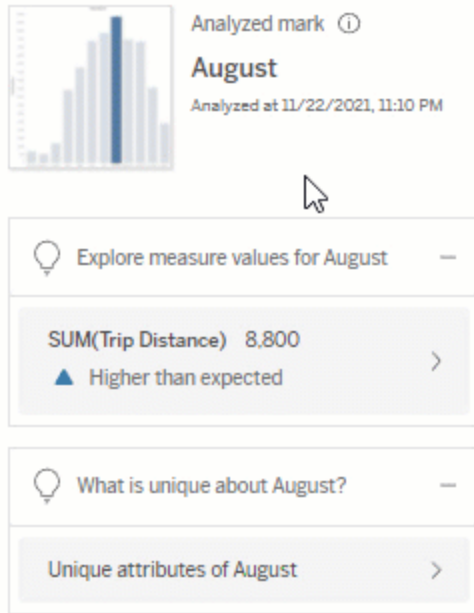 Analyzed mark
August
Analyzed at 11/22/2021, 11:10 PM
Explore measure values for August
SUM(Trip Distance) 8,800
Higher than expected
What is unique about August?
Unique attributes of August